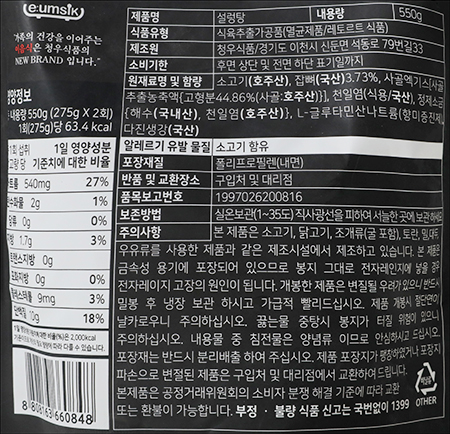 e:umsik
가족의 건강을 이어주는
이음식은 청우식품의
NEW BRAND 입니다."
영양정보
내용량 550g (275g X 2회)
1회(275g)당 63.4 kcal
1회 섭취 1일 영양성분
고량 당 기준치에 대한 비율
540mg 27%
2g 1%
당류 0g 0%
1.7g 3%
트랜스지방 0g
포화지방 0g 0%
9mg 3%
단백질 10g 18%
2,000kcal
8 808163 660848
제품명 설렁탕 내용량 550g
식품유형 식육추출가공품(멸균제품/레토르트 식품)
제조원 청우식품/경기도 이천시 신둔면 석동로 79번길33
소비기한 후면 상단 및 전면 하단 표기일까지
원재료명 및 함량 소고기(호주산), 잡뼈(국산)3.73%, 사골엑기스[사골
추출농축액{고형분44.86%(사골:호주산)}], 천일염(식용/국산), 정제소금
{해수(국내산), 천일염(호주산)}, L-글루타민산나트륨(향미증진제),
다진생강(국산)
알레르기 유발 물질 소고기 함유
포장재질 폴리프로필렌(내면)
반품 및 교환장소 구입처 및 대리점
품목보고번호 1997026200816
보존방법 실온보관(1~35도) 직사광선을 피하여 서늘한 곳에 보관 하세요
주의사항 본 제품은 소고기, 닭고기, 조개류(굴 포함), 토란, 밀, 대두,
우유류를 사용한 제품과 같은 제조시설에서 제조하고 있습니다. 본 제품은
금속성 용기에 포장되어 있으므로 봉지 그대로 전자레인지에 넣을 경우
전자레이지 고장의 원인이 됩니다. 개봉한 제품은 변질될 우려가 있으니 반드시
밀봉 후 냉장 보관 하시고 가급적 빨리드십시오. 제품 개봉시 절단면이
날카로우니 주의하십시오. 끓는물 중탕시 봉지가 터질 위험이 있으니
주의하십시오. 내용물 중 침전물은 양념류 이므로 안심하시고 드십시오.
포장재는 반드시 분리배출 하여 주십시오. 제품 포장지가 팽창하였거나 포장지
파손으로 변질된 제품은 구입처 및 대리점에서 교환하여 드립니다.
본제품은 공정거래위원회의 소비자 분쟁 해결 기준에 따라 교환
또는 환불이 가능합니다. 부정 · 불량 식품 신고는 국번없이 1399
OTHER